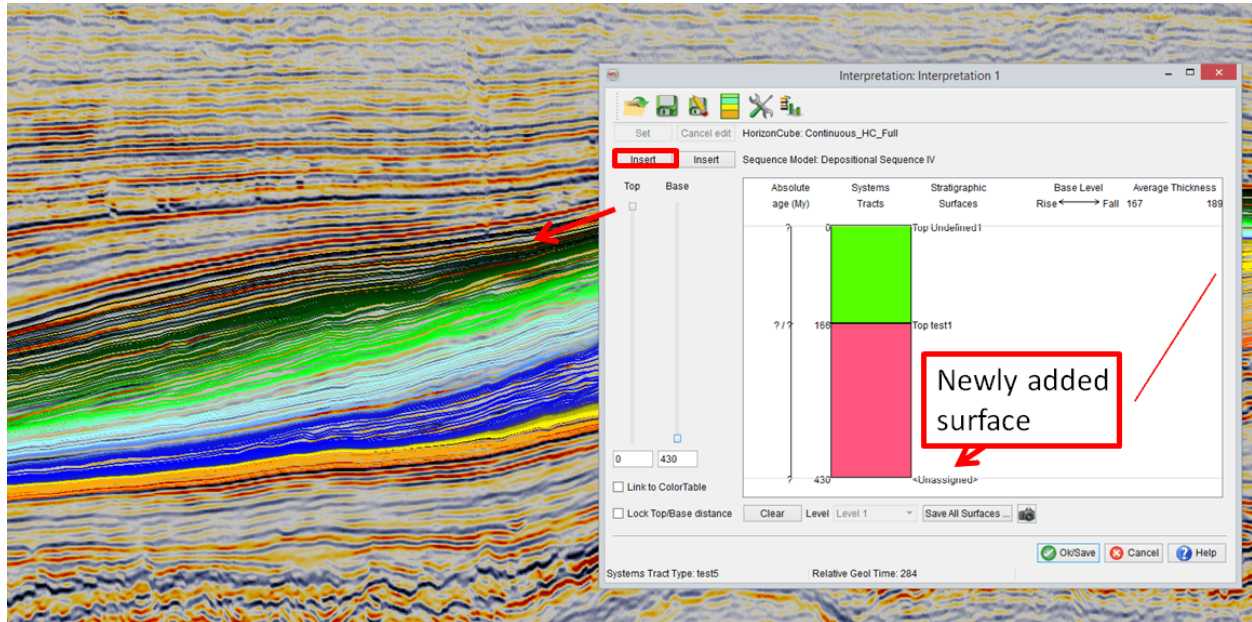 Interpretation: Interpretation 1
Set Cancel edit HorizonCube: Continuous_HC_Full
Insert Insert Sequence Model: Depositional Sequence IV
Top Base
Absolute Systems Stratigraphic Base Level Average Thickness
age (My) Tracts Surfaces Rise Fall 167 189
? 0 Top Undefined1
? / ? 166 Top test1
Newly added
surface
? 430 <Unassigned>
0 430
Link to ColorTable
Lock Top/Base distance Clear Level Level 1 Save All Surfaces ...
Ok/Save Cancel ? Help
Systems Tract Type: test5 Relative Geol Time: 284